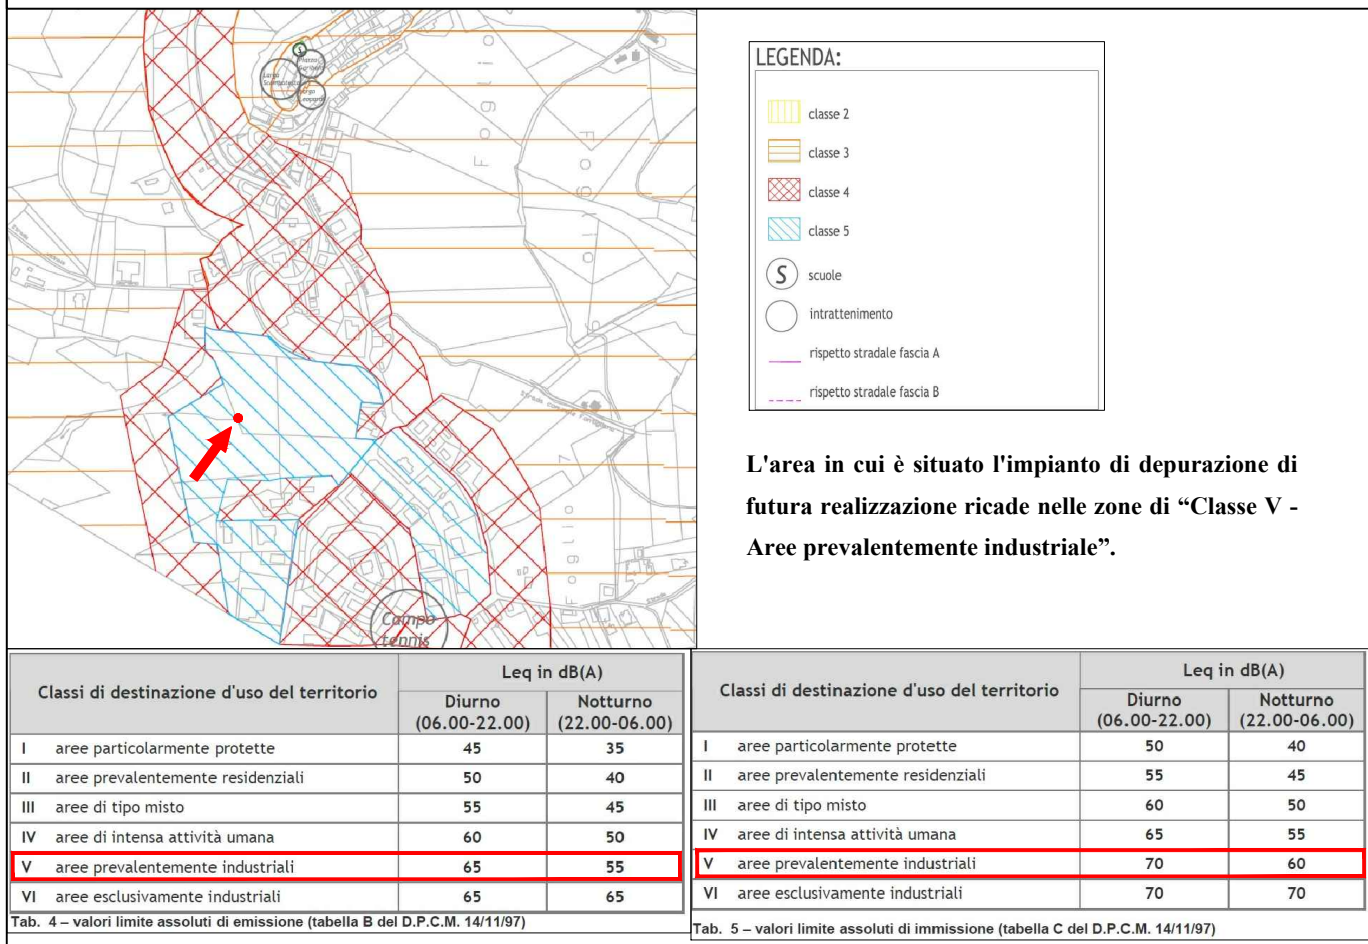 Largo
Piazza
Largo
Leopardi
S
Foglio
Foglio
Foglio 7
Campo
tennis
LEGENDA:
classe 2
classe 3
classe 4
classe 5
S scuole
intrattenimento
rispetto stradale fascia A
rispetto stradale fascia B
L'area in cui è situato l'impianto di depurazione di
futura realizzazione ricade nelle zone di “Classe V -
Aree prevalentemente industriale”.
Classi di destinazione d'uso del territorio Leq in dB(A)
Diurno Notturno
(06.00-22.00) (22.00-06.00)
I aree particolarmente protette 45 35
II aree prevalentemente residenziali 50 40
III aree di tipo misto 55 45
IV aree di intensa attività umana 60 50
V aree prevalentemente industriali 65 55
VI aree esclusivamente industriali 65 65
Tab. 4 – valori limite assoluti di emissione (tabella B del D.P.C.M. 14/11/97)
Classi di destinazione d'uso del territorio Leq in dB(A)
Diurno Notturno
(06.00-22.00) (22.00-06.00)
I aree particolarmente protette 50 40
II aree prevalentemente residenziali 55 45
III aree di tipo misto 60 50
IV aree di intensa attività umana 65 55
V aree prevalentemente industriali 70 60
VI aree esclusivamente industriali 70 70
Tab. 5 – valori limite assoluti di immissione (tabella C del D.P.C.M. 14/11/97)